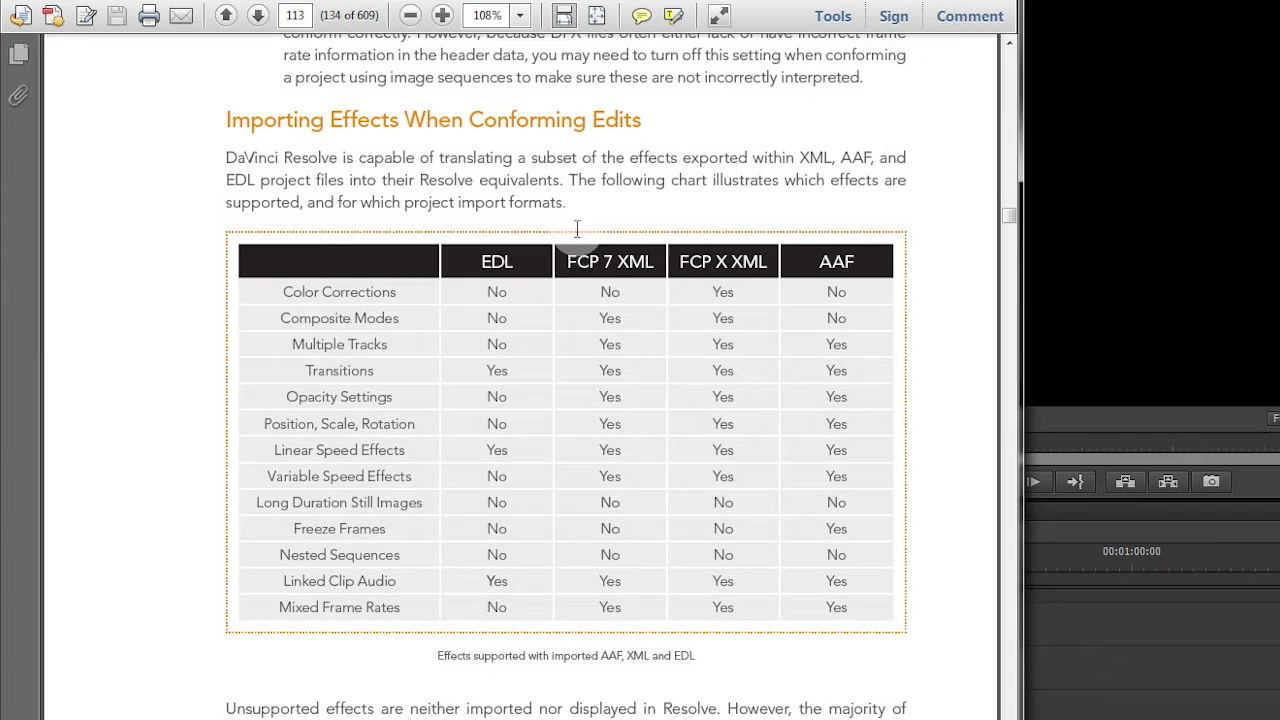 113 (134 of 609) 108% Tools Sign Comment
rate information in the header data, you may need to turn off this setting when conforming
a project using image sequences to make sure these are not incorrectly interpreted.
Importing Effects When Conforming Edits
DaVinci Resolve is capable of translating a subset of the effects exported within XML, AAF, and
EDL project files into their Resolve equivalents. The following chart illustrates which effects are
supported, and for which project import formats.
EDL FCP 7 XML FCP X XML AAF
Color Corrections No No Yes No
Composite Modes No Yes Yes No
Multiple Tracks No Yes Yes Yes
Transitions Yes Yes Yes Yes
Opacity Settings No Yes Yes Yes
Position, Scale, Rotation No Yes Yes Yes
Linear Speed Effects Yes Yes Yes Yes
Variable Speed Effects No Yes Yes Yes
Long Duration Still Images No No No No
Freeze Frames No No No Yes
Nested Sequences No No No No
Linked Clip Audio Yes Yes Yes Yes
Mixed Frame Rates No Yes Yes Yes
Effects supported with imported AAF, XML and EDL
Unsupported effects are neither imported nor displayed in Resolve. However, the majority of
00:01:00:00